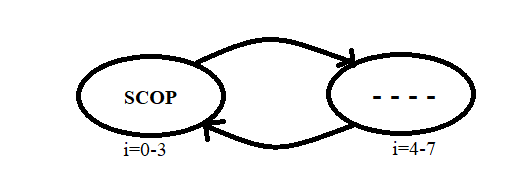 SCOP
- - - -
i=0-3
i=4-7